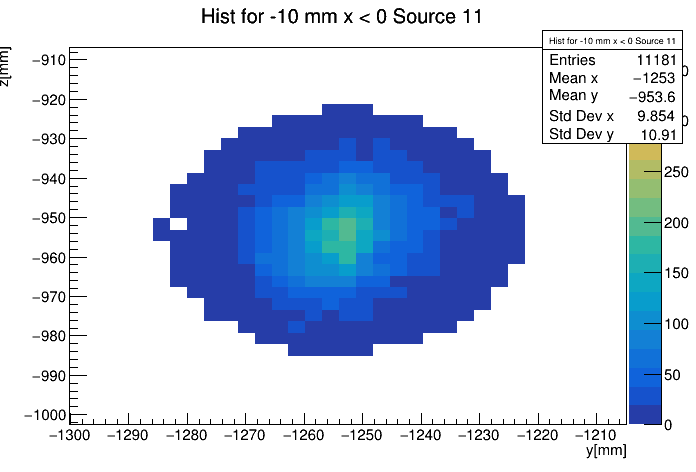 Hist for -10 mm x < 0 Source 11
Hist for -10 mm x < 0 Source 11
Entries 11181
Mean x −1253
Mean y −953.6
Std Dev x 9.854
Std Dev y 10.91
z[mm]
−910
−920
−930
−940
−950
−960
−970
−980
−990
−1000
−1300 −1290 −1280 −1270 −1260 −1250 −1240 −1230 −1220 −1210
y[mm]
250
200
150
100
50
0